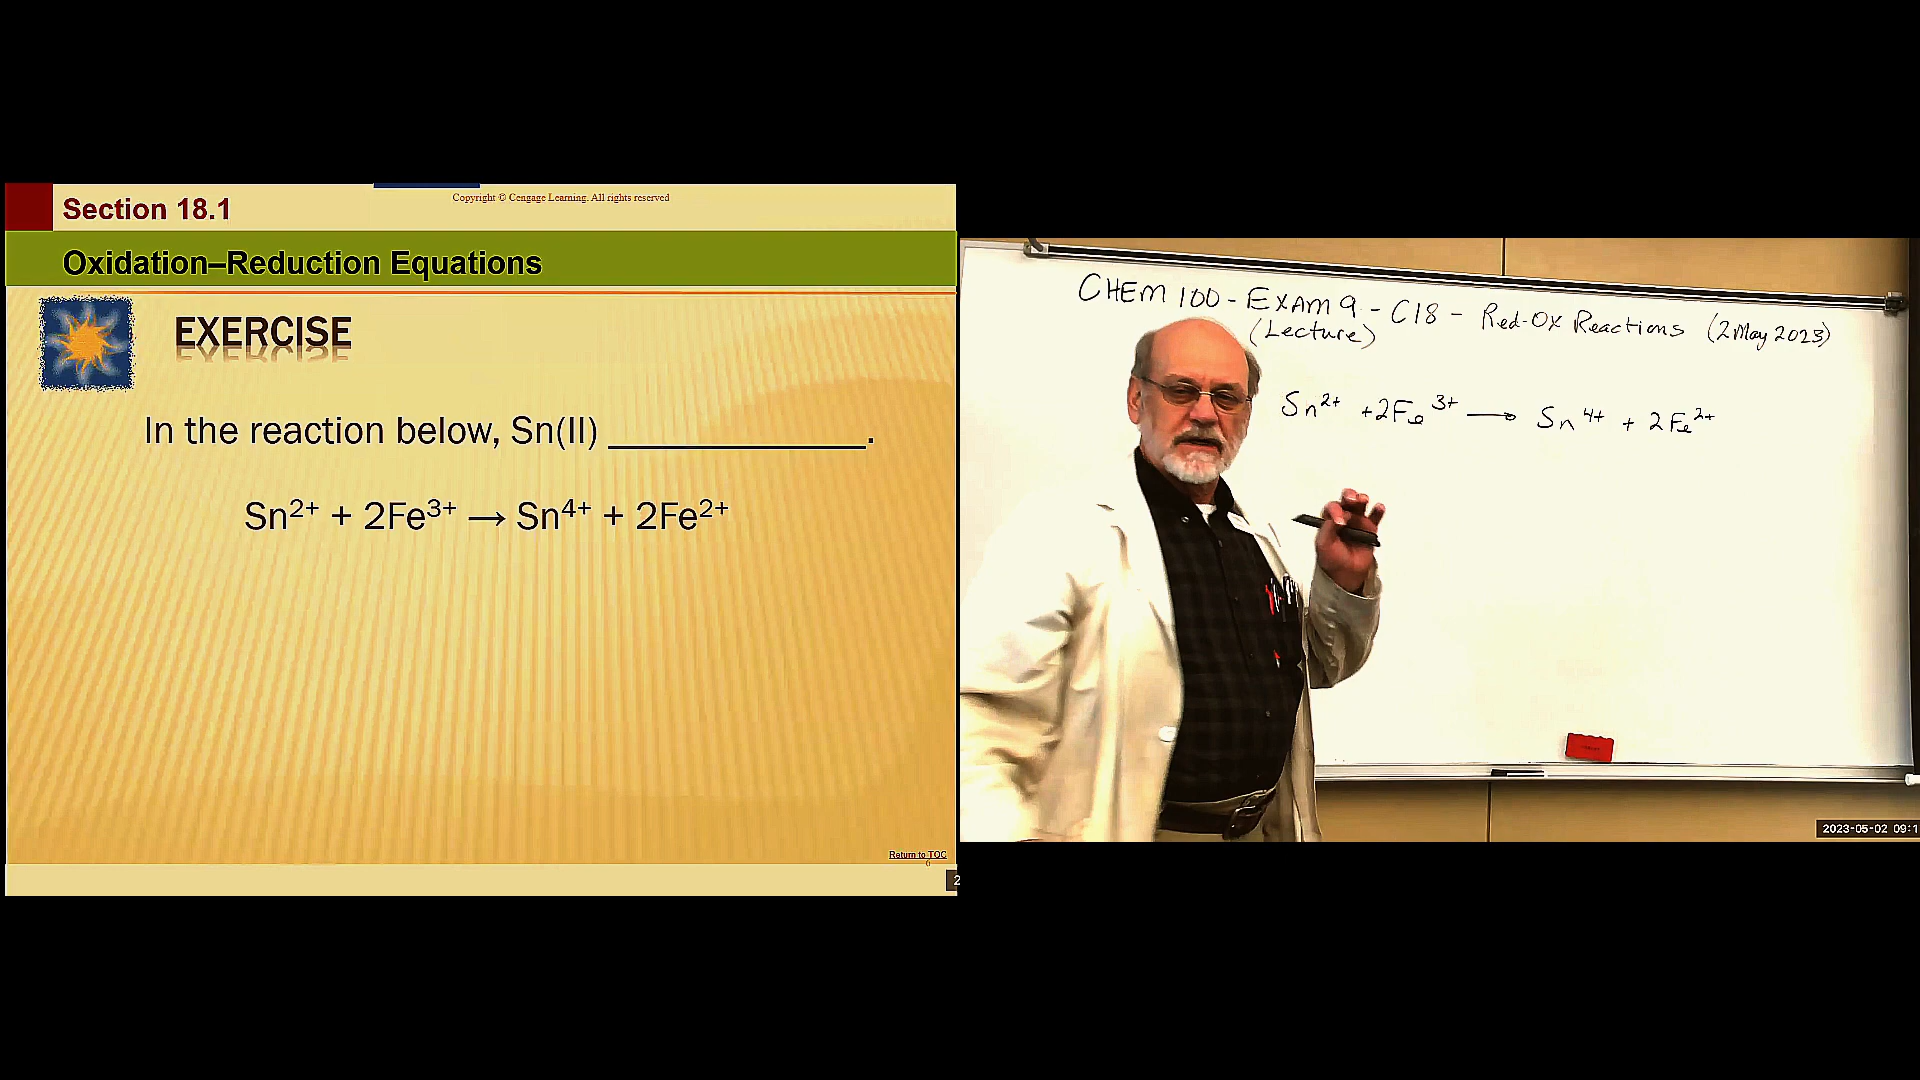 Section 18.1
Copyright © Cengage Learning. All rights reserved
Oxidation–Reduction Equations
EXERCISE
In the reaction below, Sn(II) ______________.
Sn²⁺ + 2Fe³⁺ → Sn⁴⁺ + 2Fe²⁺
Return to TOC
6
2
CHEM 100 - EXAM 9 - C18 - Red-Ox Reactions (2 May 2023)
(Lecture)
Sn²⁺ + 2Fe³⁺ → Sn⁴⁺ + 2Fe²⁺
2023-05-02 09:1